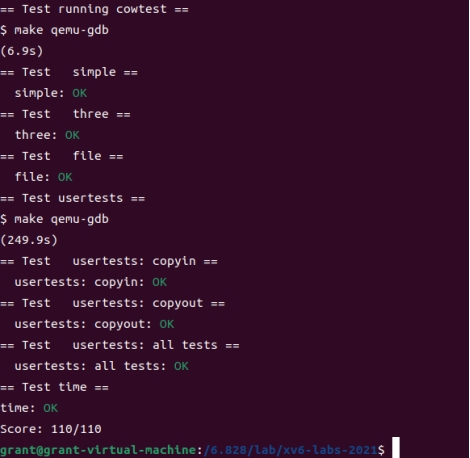 == Test running cowtest ==
$ make qemu-gdb
(6.9s)
== Test   simple ==
  simple: OK
== Test   three ==
  three: OK
== Test   file ==
  file: OK
== Test usertests ==
$ make qemu-gdb
(249.9s)
== Test   usertests: copyin ==
  usertests: copyin: OK
== Test   usertests: copyout ==
  usertests: copyout: OK
== Test   usertests: all tests ==
  usertests: all tests: OK
== Test time ==
time: OK
Score: 110/110
grant@grant-virtual-machine:/6.828/lab/xv6-labs-2021$